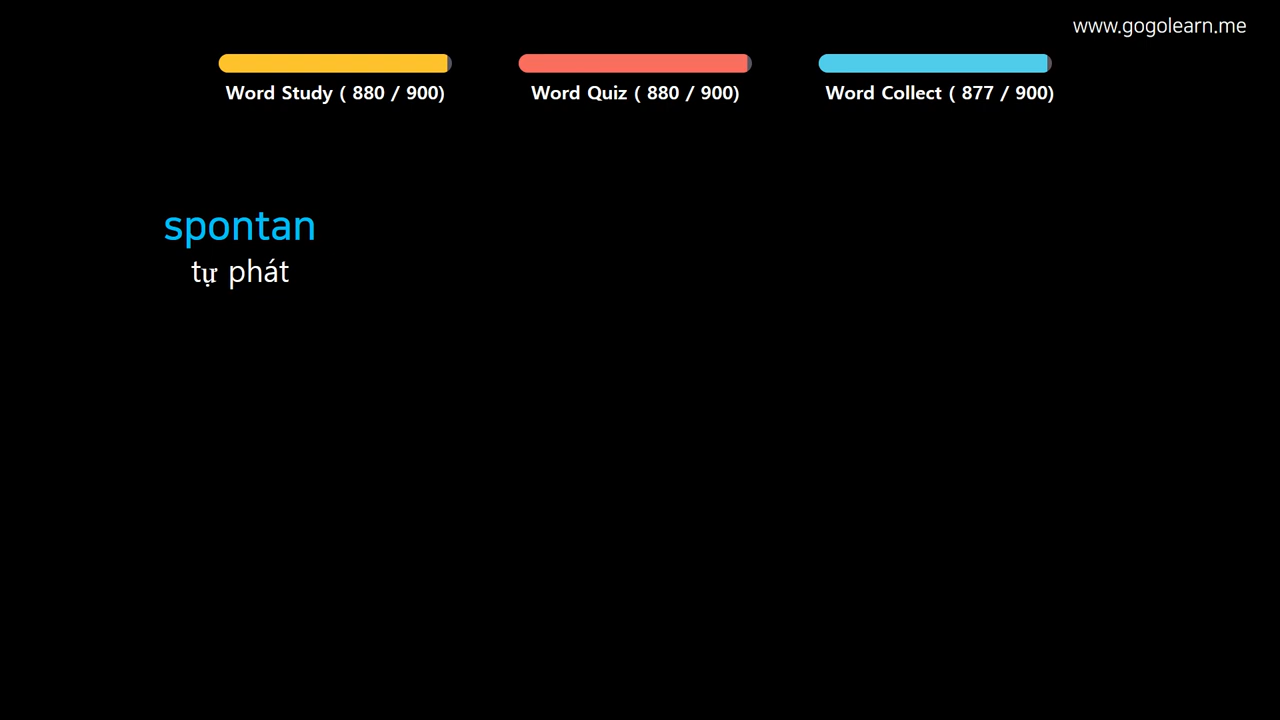 www.gogolearn.me
Word Study ( 880 / 900)
Word Quiz ( 880 / 900)
Word Collect ( 877 / 900)
spontan
tự phát